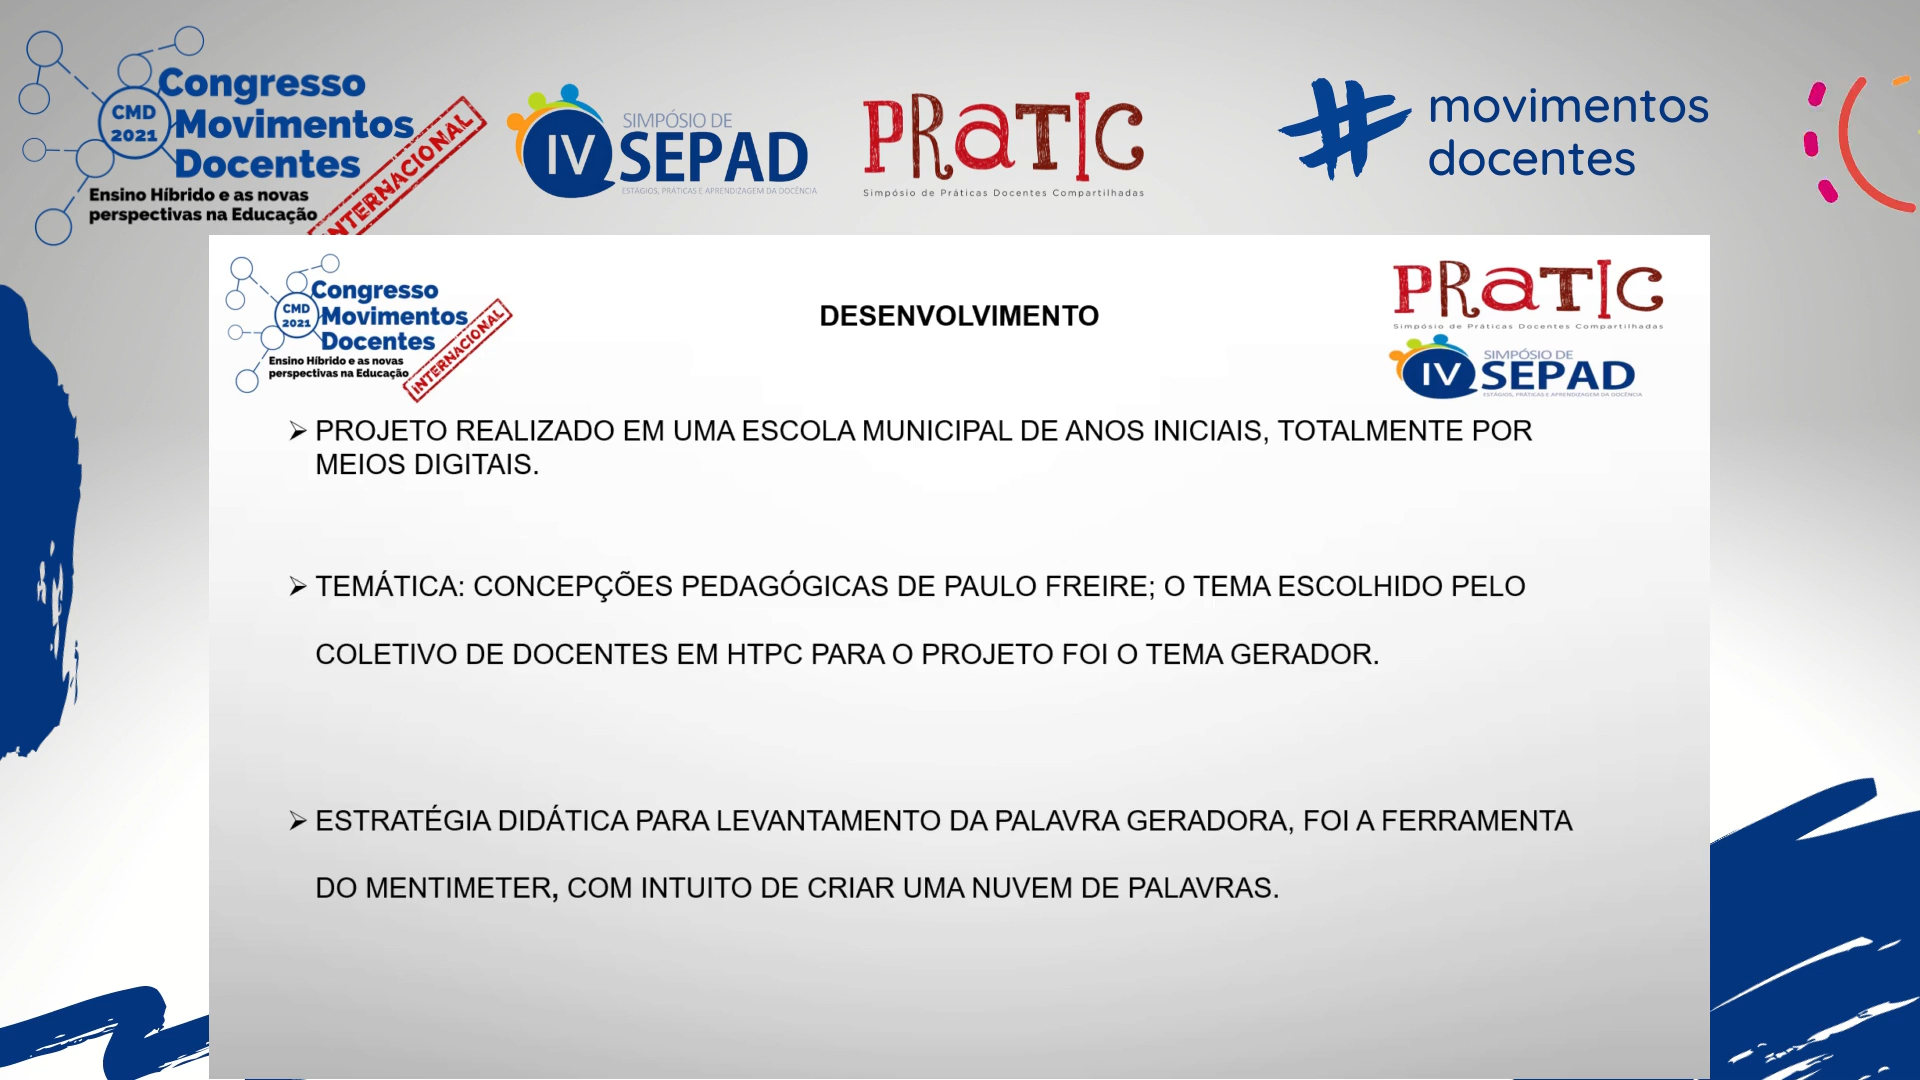 CMD 2021
Congresso
Movimentos
Docentes
Ensino Híbrido e as novas
perspectivas na Educação
INTERNACIONAL
IV
SIMPÓSIO DE
SEPAD
ESTÁGIOS, PRÁTICAS E APRENDIZAGEM DA DOCÊNCIA
PRaTIC
Simpósio de Práticas Docentes Compartilhadas
# movimentos
docentes
CMD 2021
Congresso
Movimentos
Docentes
Ensino Híbrido e as novas
perspectivas na Educação
INTERNACIONAL
DESENVOLVIMENTO
PRaTIC
Simpósio de Práticas Docentes Compartilhadas
IV
SIMPÓSIO DE
SEPAD
ESTÁGIOS, PRÁTICAS E APRENDIZAGEM DA DOCÊNCIA
➢ PROJETO REALIZADO EM UMA ESCOLA MUNICIPAL DE ANOS INICIAIS, TOTALMENTE POR
MEIOS DIGITAIS.
➢ TEMÁTICA: CONCEPÇÕES PEDAGÓGICAS DE PAULO FREIRE; O TEMA ESCOLHIDO PELO
COLETIVO DE DOCENTES EM HTPC PARA O PROJETO FOI O TEMA GERADOR.
➢ ESTRATÉGIA DIDÁTICA PARA LEVANTAMENTO DA PALAVRA GERADORA, FOI A FERRAMENTA
DO MENTIMETER, COM INTUITO DE CRIAR UMA NUVEM DE PALAVRAS.